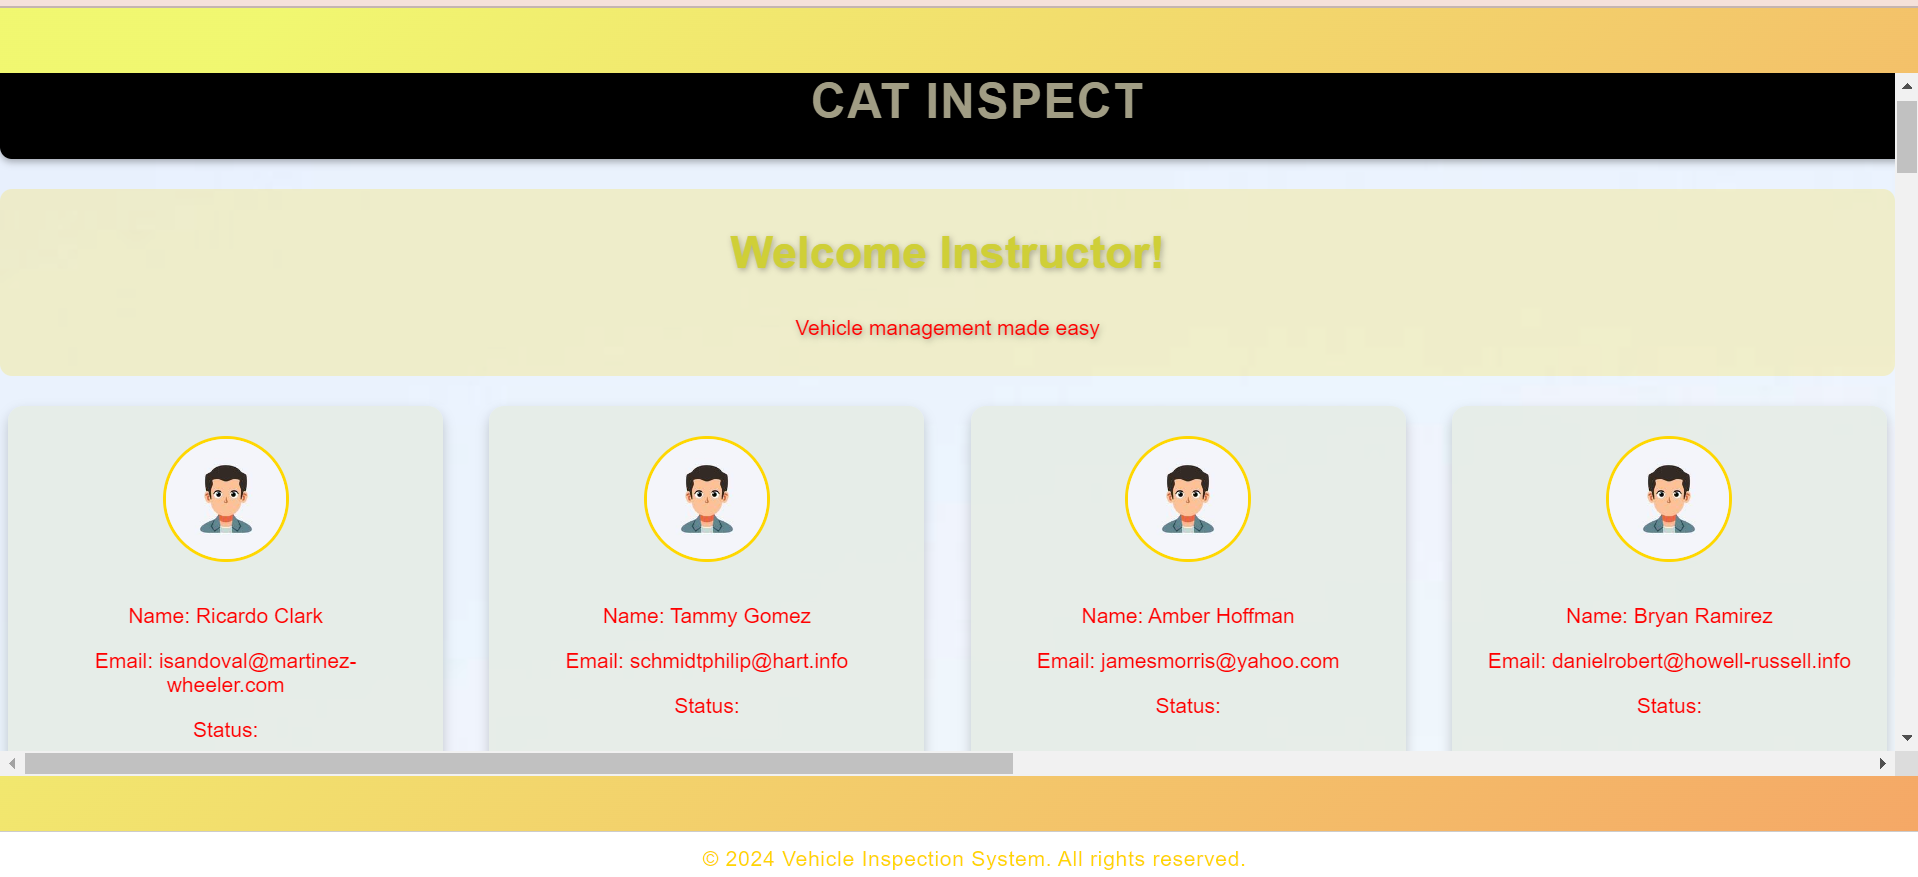 CAT INSPECT
Welcome Instructor!
Vehicle management made easy
Name: Ricardo Clark
Email: isandoval@martinez-
wheeler.com
Status:
Name: Tammy Gomez
Email: schmidtphilip@hart.info
Status:
Name: Amber Hoffman
Email: jamesmorris@yahoo.com
Status:
Name: Bryan Ramirez
Email: danielrobert@howell-russell.info
Status:
© 2024 Vehicle Inspection System. All rights reserved.